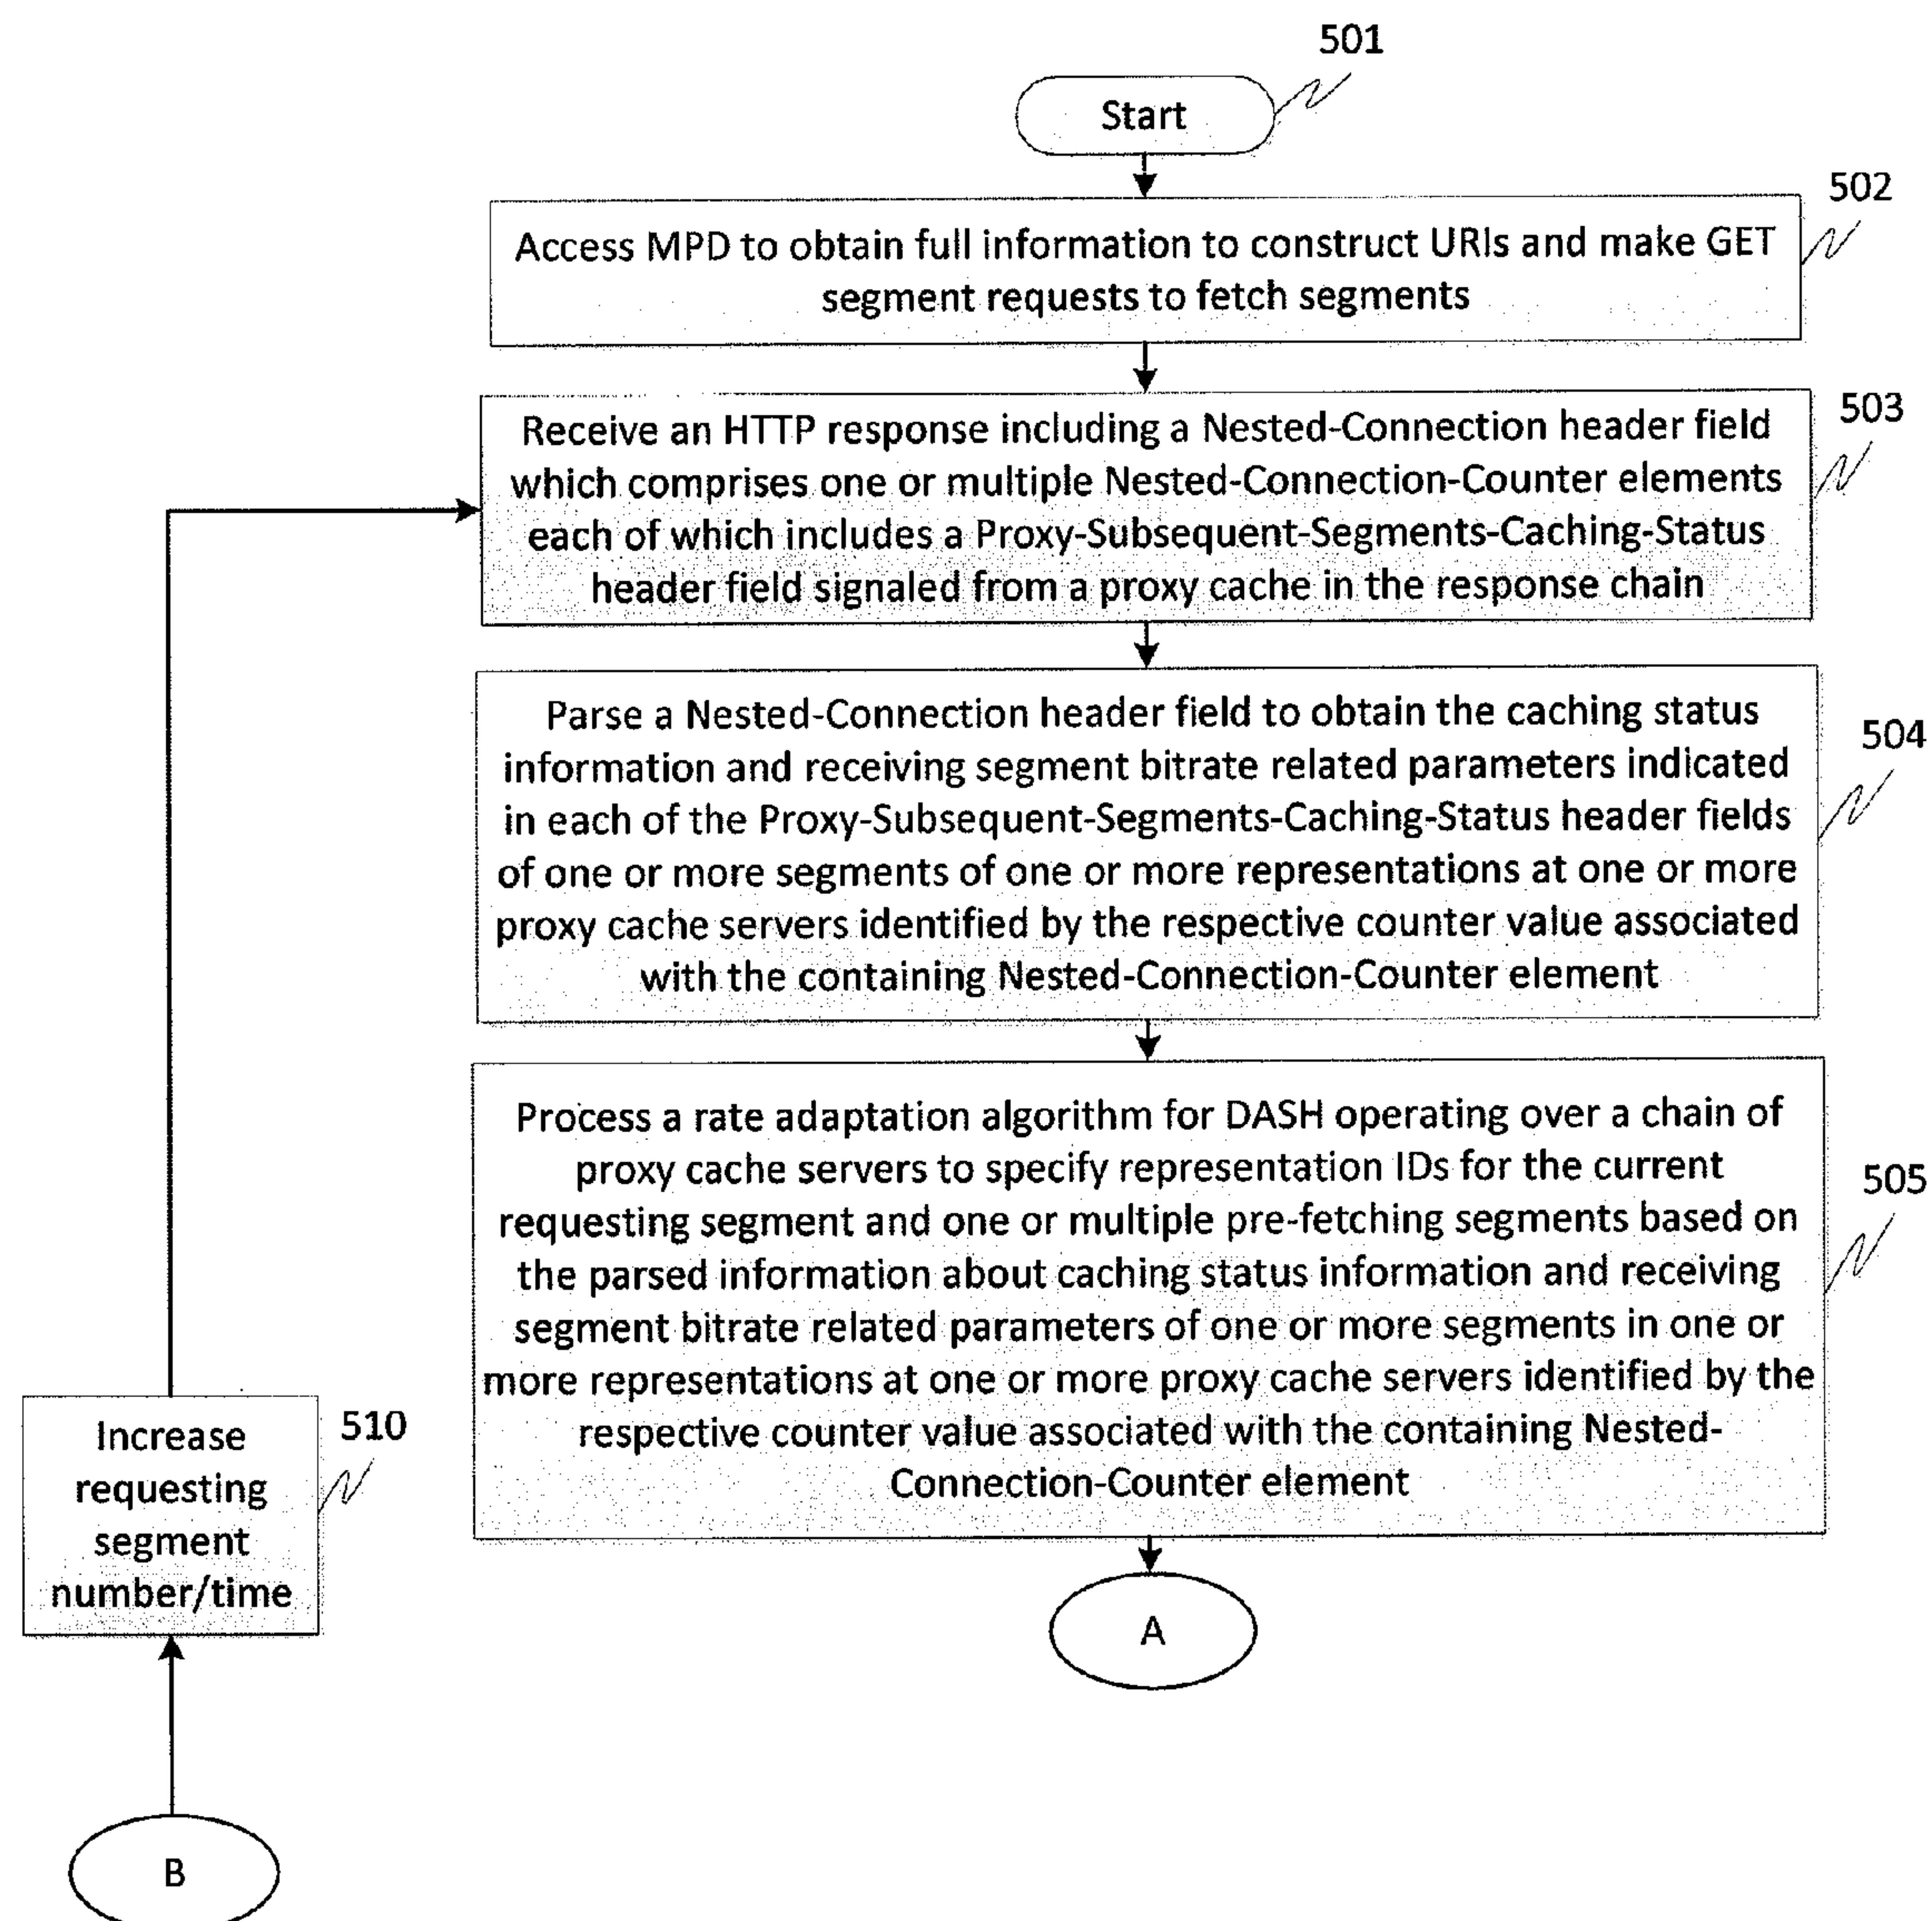 501
Start
502
Access MPD to obtain full information to construct URIs and make GET
segment requests to fetch segments
503
Receive an HTTP response including a Nested-Connection header field
which comprises one or multiple Nested-Connection-Counter elements
each of which includes a Proxy-Subsequent-Segments-Caching-Status
header field signaled from a proxy cache in the response chain
504
Parse a Nested-Connection header field to obtain the caching status
information and receiving segment bitrate related parameters indicated
in each of the Proxy-Subsequent-Segments-Caching-Status header fields
of one or more segments of one or more representations at one or more
proxy cache servers identified by the respective counter value associated
with the containing Nested-Connection-Counter element
505
Process a rate adaptation algorithm for DASH operating over a chain of
proxy cache servers to specify representation IDs for the current
requesting segment and one or multiple pre-fetching segments based on
the parsed information about caching status information and receiving
segment bitrate related parameters of one or more segments in one or
more representations at one or more proxy cache servers identified by the
respective counter value associated with the containing Nested-
Connection-Counter element
510
Increase
requesting
segment
number/time
A
B